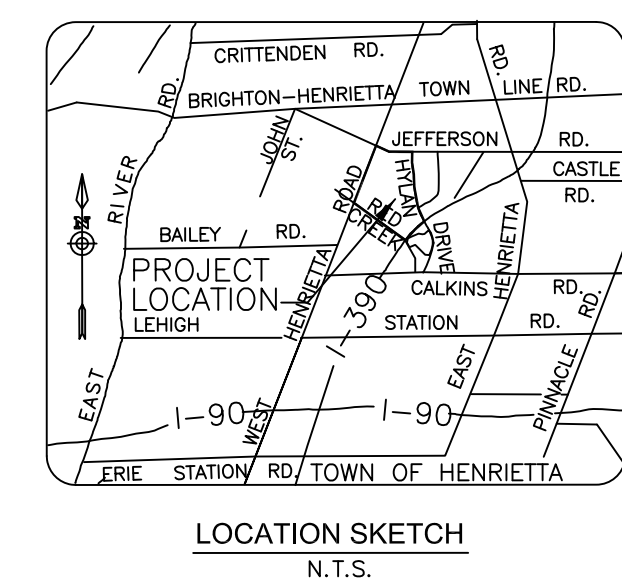 CRITTENDEN RD.
BRIGHTON-HENRIETTA TOWN LINE RD.
RD.
JOHN ST.
JEFFERSON RD.
CASTLE RD.
EAST RIVER RD.
HYLAN DRIVE
RED CREEK
WEST HENRIETTA ROAD
EAST HENRIETTA
BAILEY RD.
N
PROJECT
LOCATION
CALKINS RD.
LEHIGH STATION RD.
I-390
PINNACLE RD.
I-90
I-90
ERIE STATION RD.
TOWN OF HENRIETTA
LOCATION SKETCH
N.T.S.